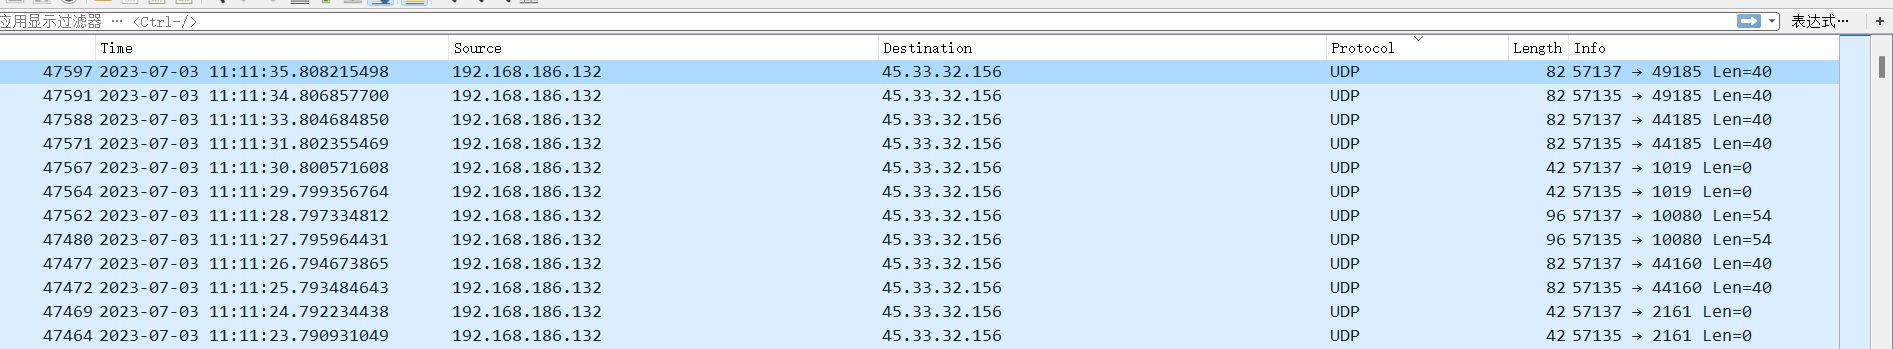 应用显示过滤器 … <Ctrl-/> 表达式… +
Time Source Destination Protocol Length Info
47597 2023-07-03 11:11:35.808215498 192.168.186.132 45.33.32.156 UDP 82 57137 → 49185 Len=40
47591 2023-07-03 11:11:34.806857700 192.168.186.132 45.33.32.156 UDP 82 57135 → 49185 Len=40
47588 2023-07-03 11:11:33.804684850 192.168.186.132 45.33.32.156 UDP 82 57137 → 44185 Len=40
47571 2023-07-03 11:11:31.802355469 192.168.186.132 45.33.32.156 UDP 82 57135 → 44185 Len=40
47567 2023-07-03 11:11:30.800571608 192.168.186.132 45.33.32.156 UDP 42 57137 → 1019 Len=0
47564 2023-07-03 11:11:29.799356764 192.168.186.132 45.33.32.156 UDP 42 57135 → 1019 Len=0
47562 2023-07-03 11:11:28.797334812 192.168.186.132 45.33.32.156 UDP 96 57137 → 10080 Len=54
47480 2023-07-03 11:11:27.795964431 192.168.186.132 45.33.32.156 UDP 96 57135 → 10080 Len=54
47477 2023-07-03 11:11:26.794673865 192.168.186.132 45.33.32.156 UDP 82 57137 → 44160 Len=40
47472 2023-07-03 11:11:25.793484643 192.168.186.132 45.33.32.156 UDP 82 57135 → 44160 Len=40
47469 2023-07-03 11:11:24.792234438 192.168.186.132 45.33.32.156 UDP 42 57137 → 2161 Len=0
47464 2023-07-03 11:11:23.790931049 192.168.186.132 45.33.32.156 UDP 42 57135 → 2161 Len=0